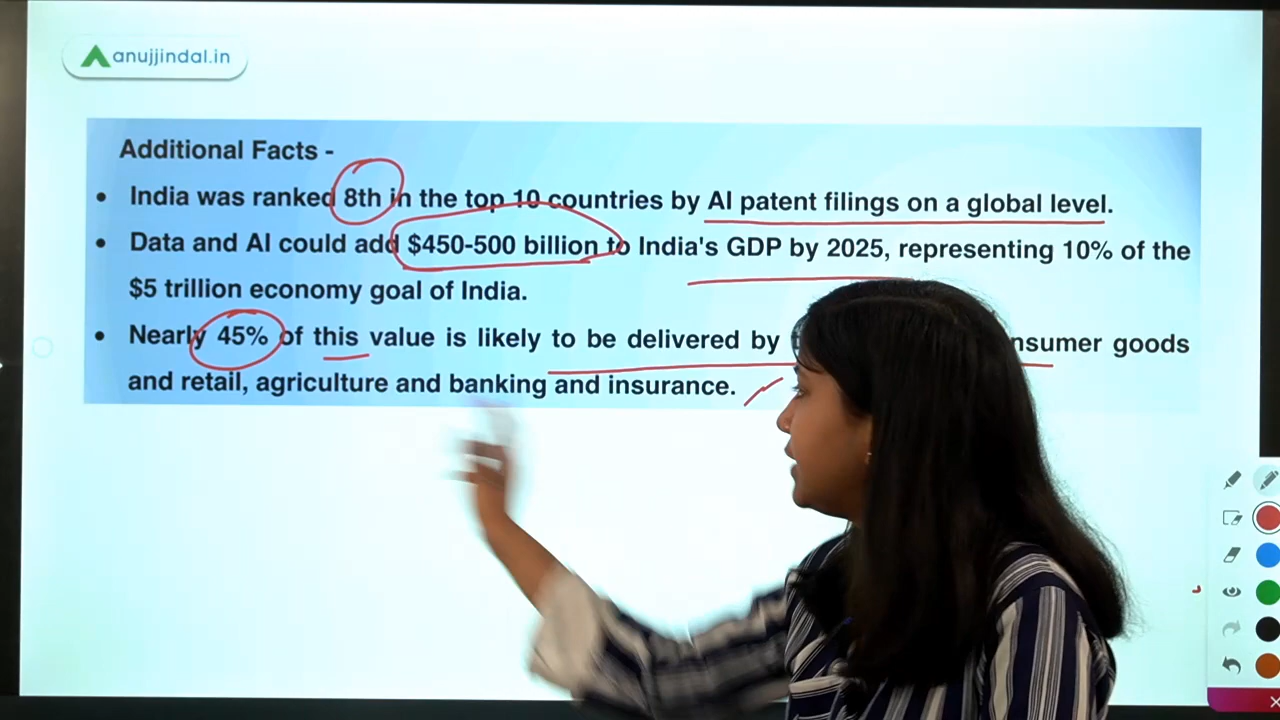 anujjindal.in
Additional Facts -
• India was ranked 8th in the top 10 countries by AI patent filings on a global level.
• Data and AI could add $450-500 billion to India's GDP by 2025, representing 10% of the
$5 trillion economy goal of India.
• Nearly 45% of this value is likely to be delivered by nsumer goods
and retail, agriculture and banking and insurance.